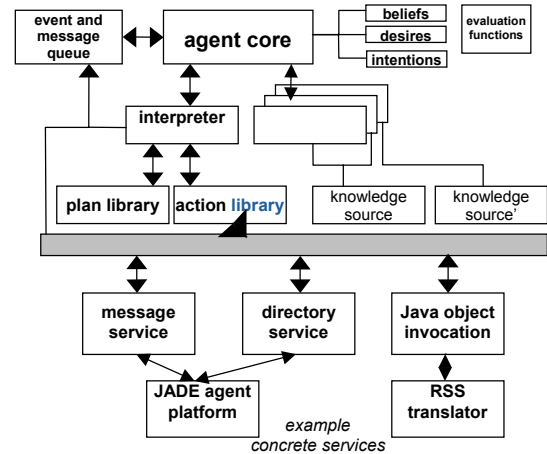 event and
message
queue
agent core
beliefs
desires
intentions
evaluation
functions
interpreter
plan library
action library
knowledge
source
knowledge
source'
message
service
directory
service
Java object
invocation
JADE agent
platform
RSS
translator
example
concrete services